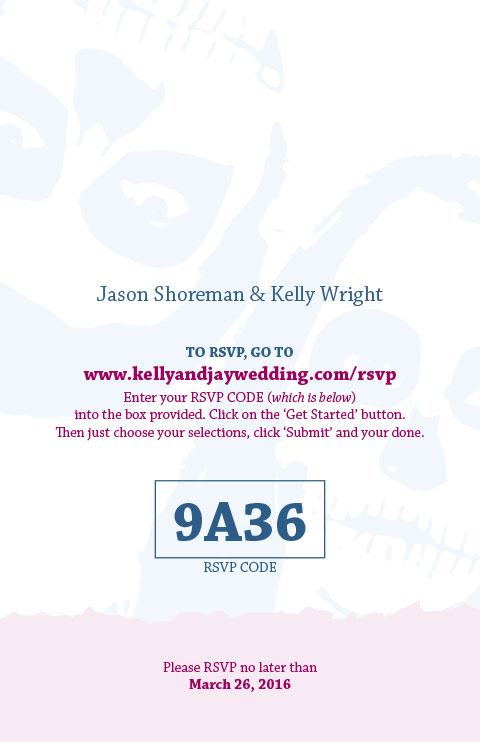 Jason Shoreman & Kelly Wright
TO RSVP, GO TO
www.kellyandjaywedding.com/rsvp
Enter your RSVP CODE (which is below)
into the box provided. Click on the ‘Get Started’ button.
Then just choose your selections, click ‘Submit’ and your done.
9A36
RSVP CODE
Please RSVP no later than
March 26, 2016